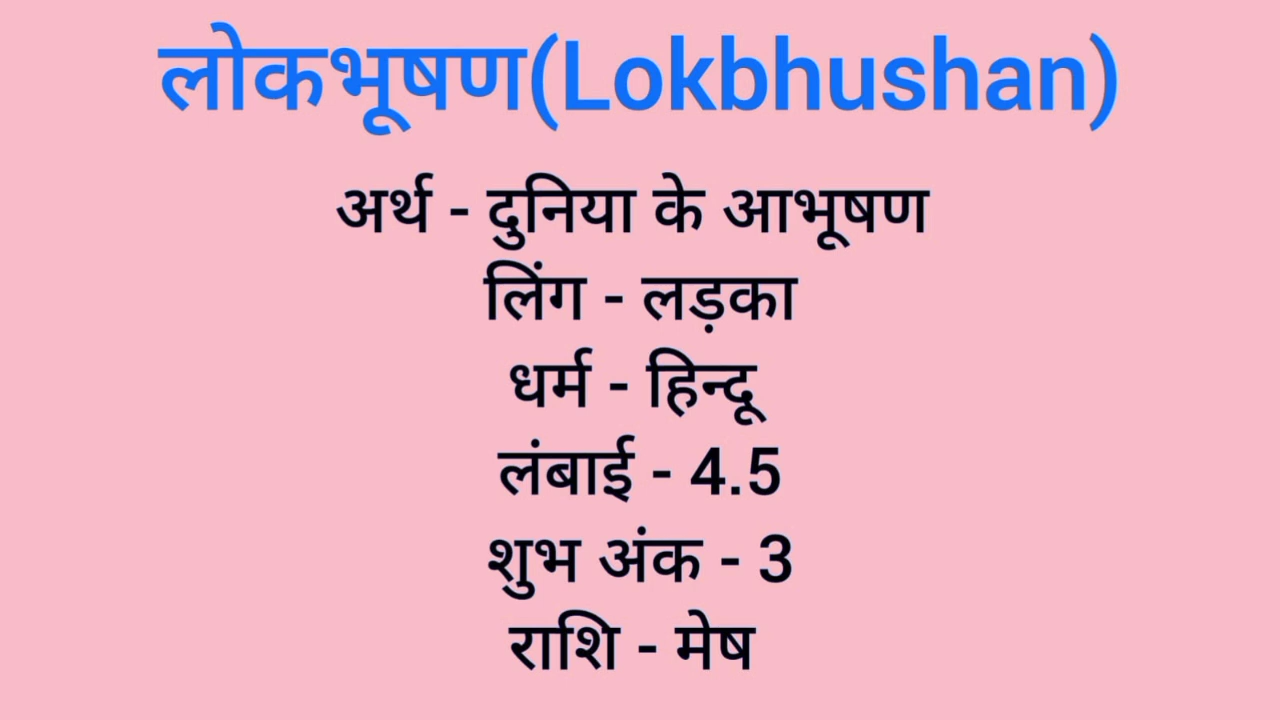 लोकभूषण(Lokbhushan)
अर्थ - दुनिया के आभूषण
लिंग - लड़का
धर्म - हिन्दू
लंबाई - 4.5
शुभ अंक - 3
राशि - मेष